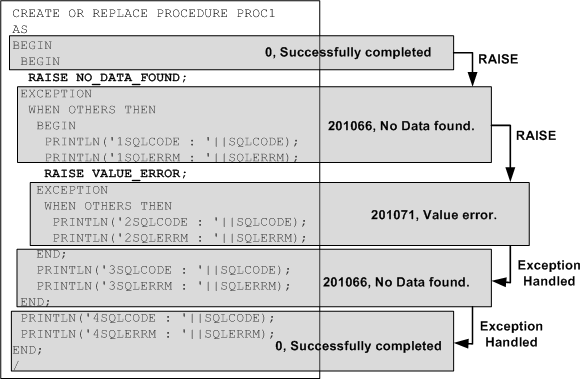 CREATE OR REPLACE PROCEDURE PROC1
AS
BEGIN
0, Successfully completed
BEGIN
RAISE
RAISE NO_DATA_FOUND;
EXCEPTION
WHEN OTHERS THEN
BEGIN
201066, No Data found.
RAISE
PRINTLN('1SQLCODE : '||SQLCODE);
PRINTLN('1SQLERRM : '||SQLERRM);
RAISE VALUE_ERROR;
EXCEPTION
WHEN OTHERS THEN
201071, Value error.
PRINTLN('2SQLCODE : '||SQLCODE);
PRINTLN('2SQLERRM : '||SQLERRM);
END;
Exception
Handled
PRINTLN('3SQLCODE : '||SQLCODE);
201066, No Data found.
PRINTLN('3SQLERRM : '||SQLERRM);
END;
PRINTLN('4SQLCODE : '||SQLCODE);
Exception
Handled
PRINTLN('4SQLERRM : '||SQLERRM);
0, Successfully completed
END;
/